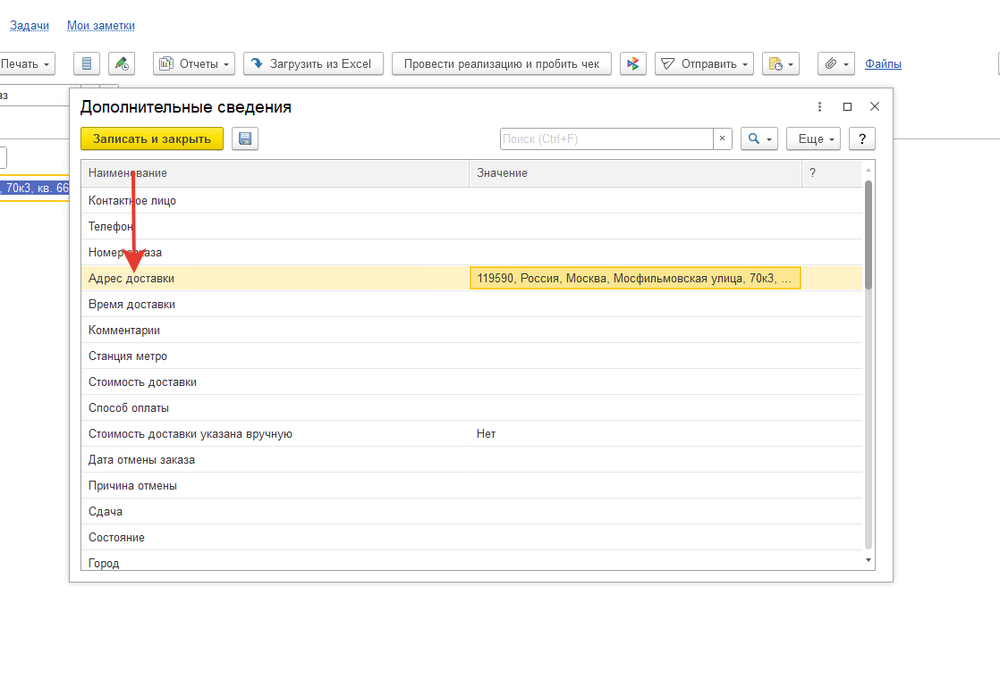 Задачи Мои заметки
Печать Отчеты Загрузить из Excel Провести реализацию и пробить чек Отправить Файлы
аз
Дополнительные сведения
Записать и закрыть Поиск (Ctrl+F) × Еще ?
Наименование Значение ?
, 70к3, кв. 66
Контактное лицо
Телефон
Номер заказа
Адрес доставки 119590, Россия, Москва, Мосфильмовская улица, 70к3, ...
Время доставки
Комментарии
Станция метро
Стоимость доставки
Способ оплаты
Стоимость доставки указана вручную Нет
Дата отмены заказа
Причина отмены
Сдача
Состояние
Город